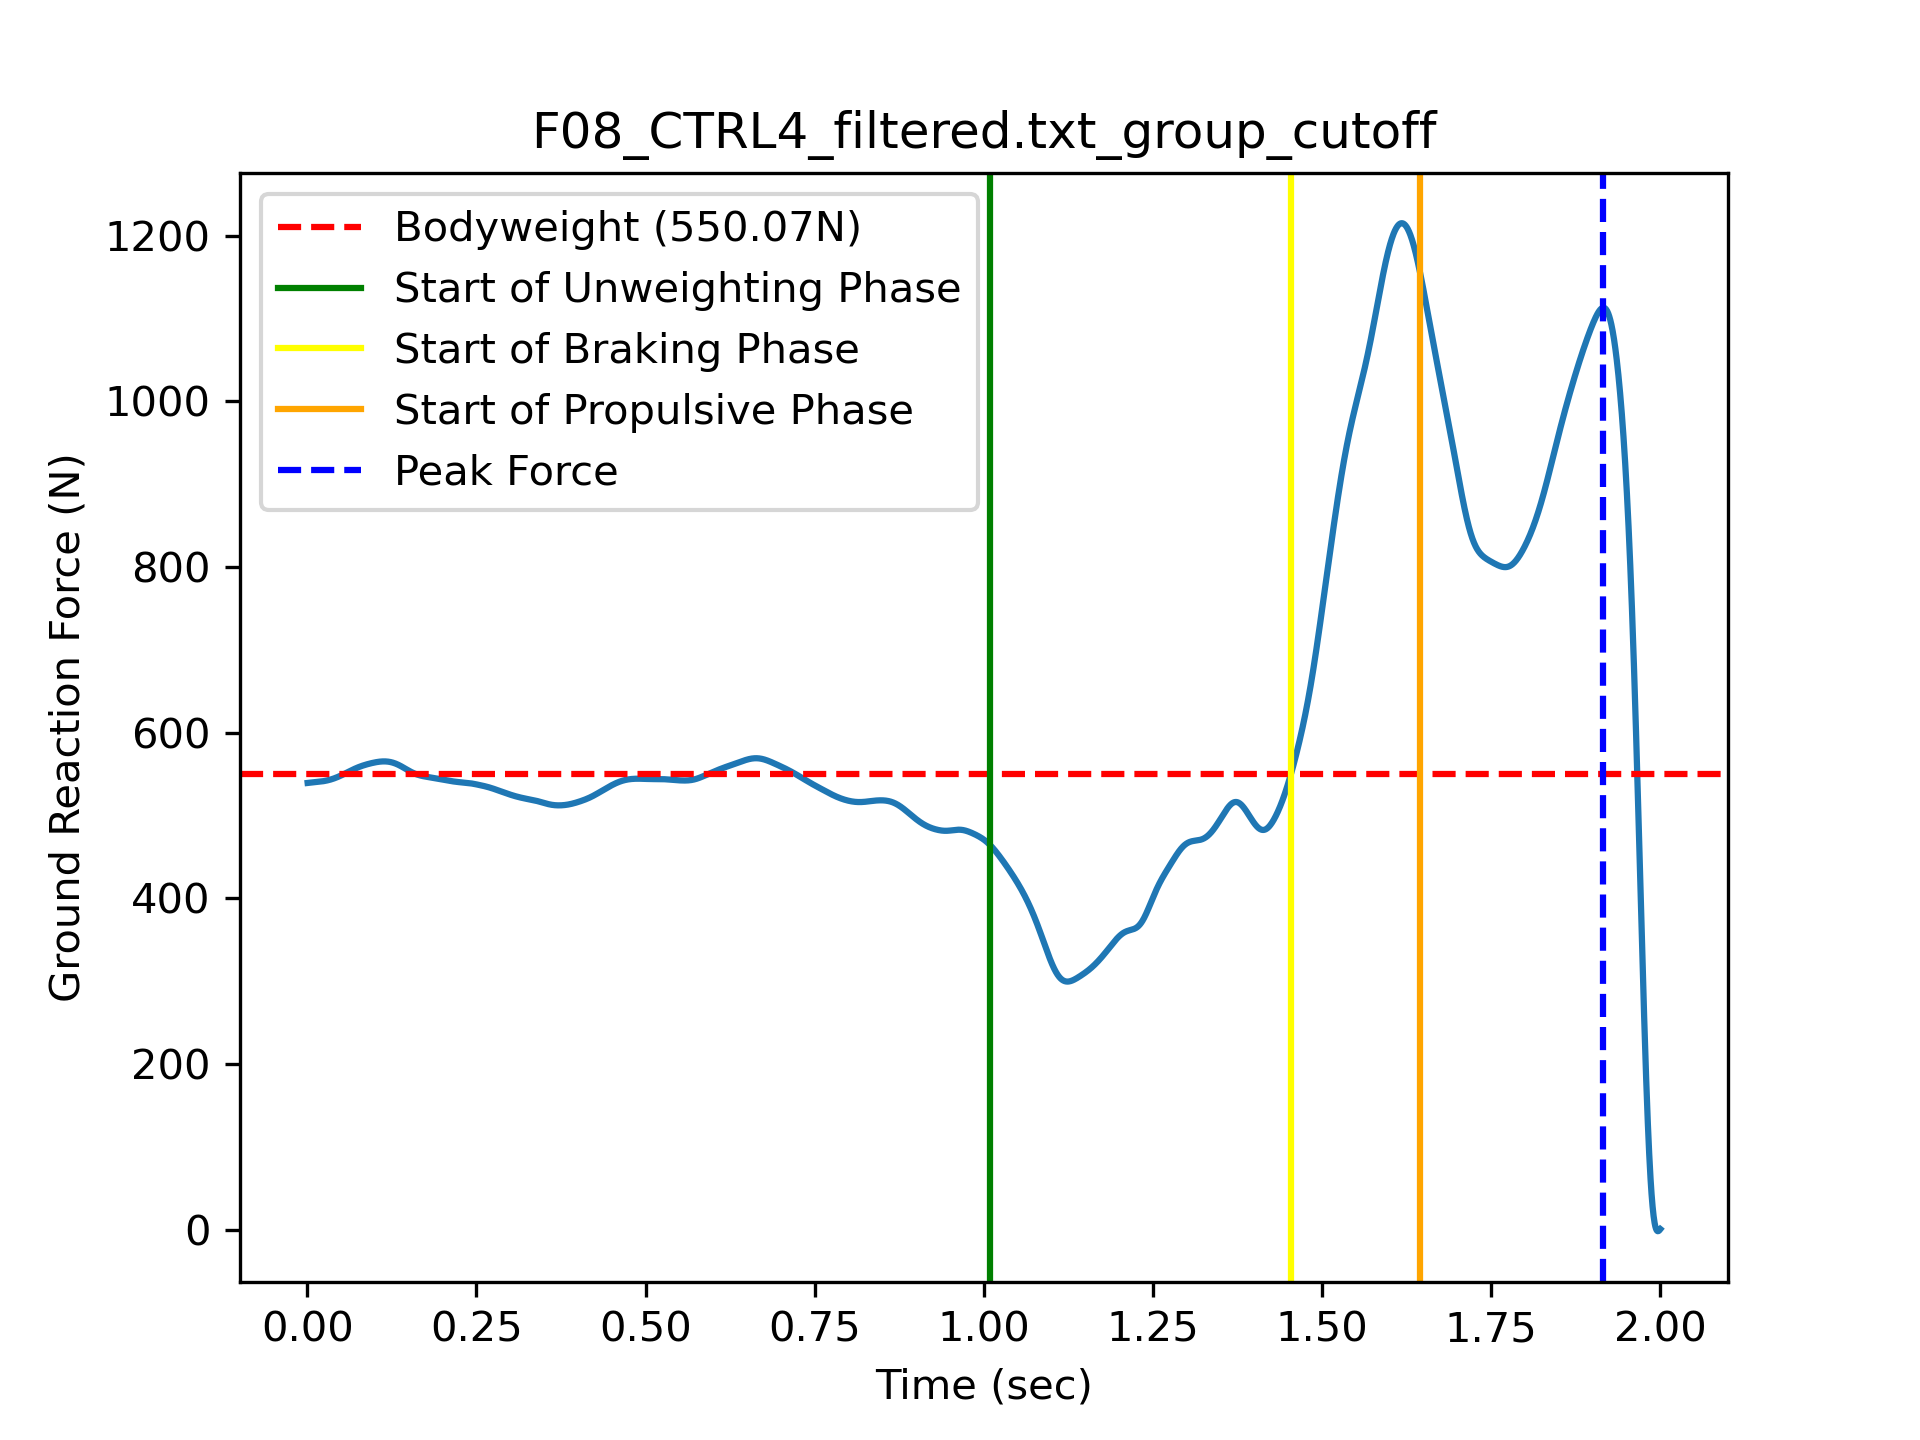 F08_CTRL4_filtered.txt_group_cutoff
Bodyweight (550.07N)
Start of Unweighting Phase
Start of Braking Phase
Start of Propulsive Phase
Peak Force
Ground Reaction Force (N)
1200
1000
800
600
400
200
0
0.00 0.25 0.50 0.75 1.00 1.25 1.50 1.75 2.00
Time (sec)